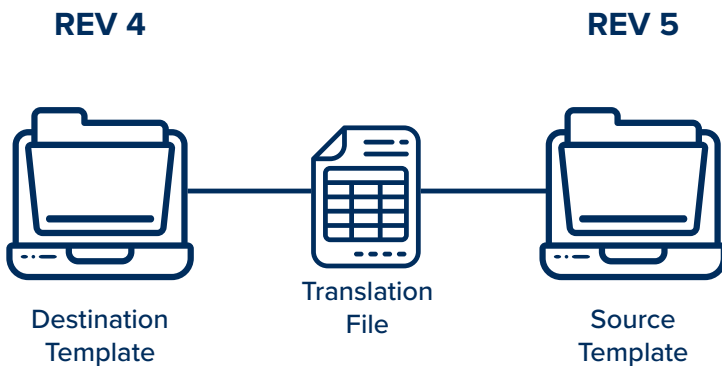 REV 4
REV 5
Destination
Template
Translation
File
Source
Template